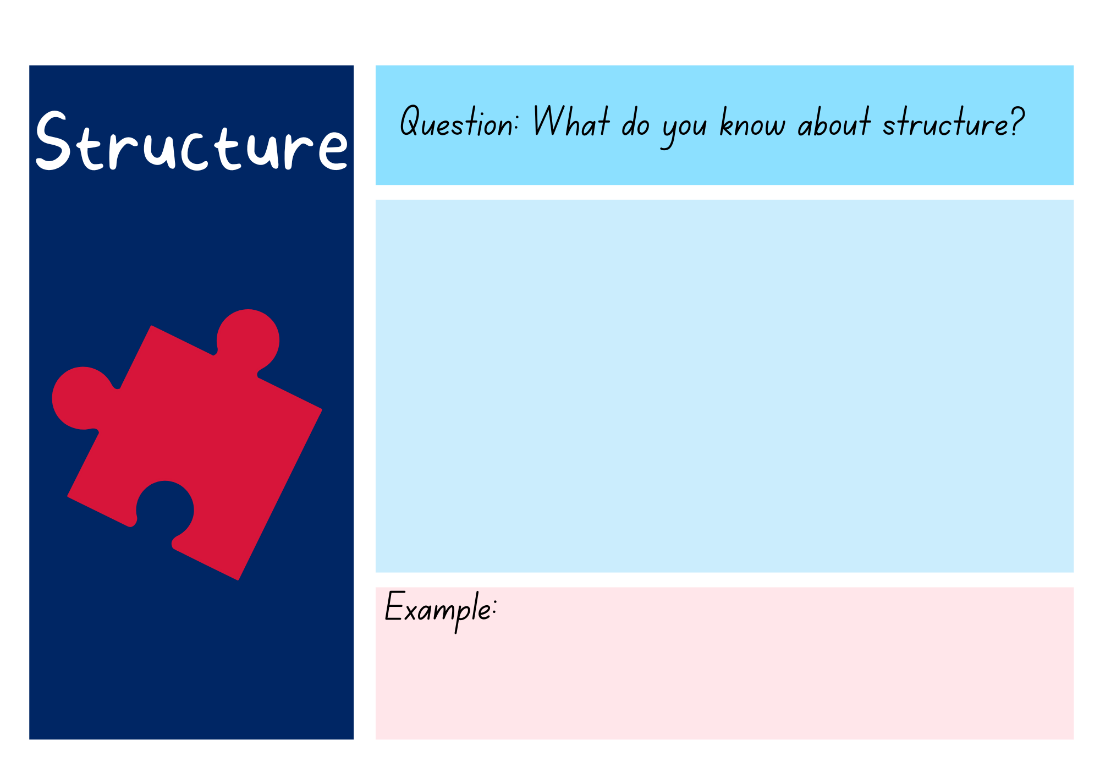 Structure
Question: What do you know about structure?
Example: